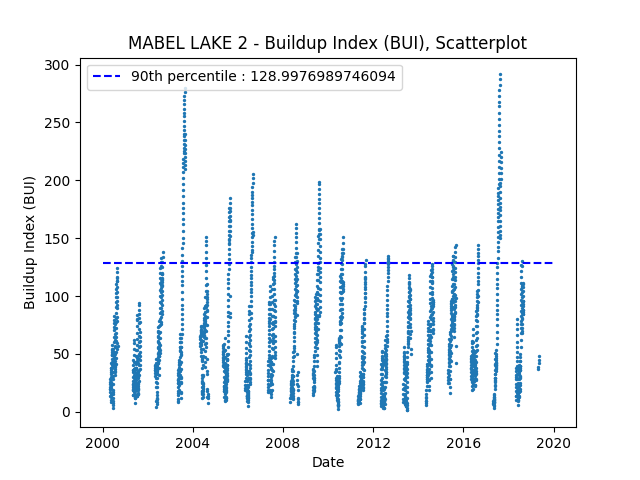 MABEL LAKE 2 - Buildup Index (BUI), Scatterplot
90th percentile : 128.9976989746094
300
250
200
150
100
50
0
Buildup Index (BUI)
2000 2004 2008 2012 2016 2020
Date